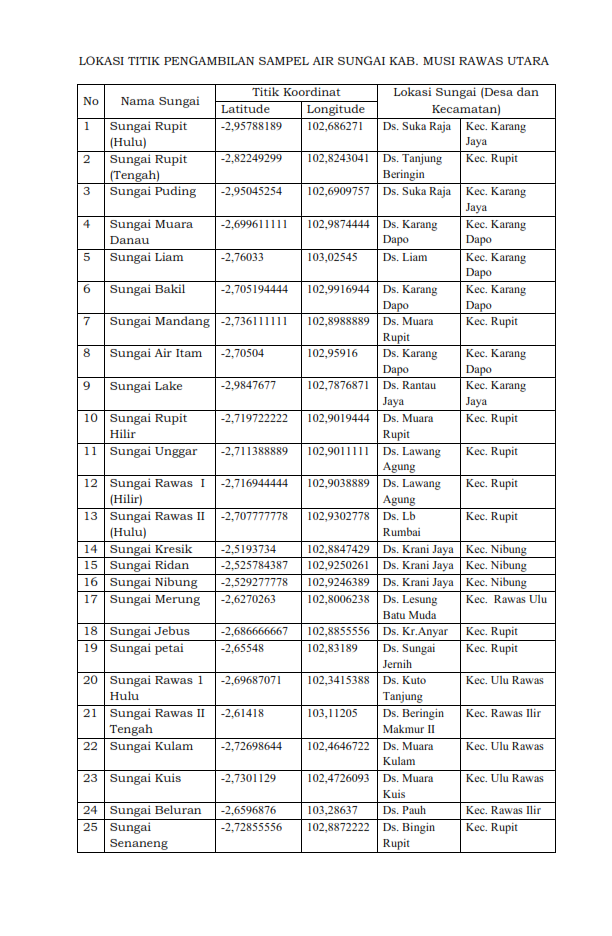 LOKASI TITIK PENGAMBILAN SAMPEL AIR SUNGAI KAB. MUSI RAWAS UTARA
No Nama Sungai Titik Koordinat Lokasi Sungai (Desa dan
Latitude Longitude Kecamatan)
1 Sungai Rupit -2,95788189 102,686271 Ds. Suka Raja Kec. Karang
(Hulu) Jaya
2 Sungai Rupit -2,82249299 102,8243041 Ds. Tanjung Kec. Rupit
(Tengah) Beringin
3 Sungai Puding -2,95045254 102,6909757 Ds. Suka Raja Kec. Karang
Jaya
4 Sungai Muara -2,699611111 102,9874444 Ds. Karang Kec. Karang
Danau Dapo Dapo
5 Sungai Liam -2,76033 103,02545 Ds. Liam Kec. Karang
Dapo
6 Sungai Bakil -2,705194444 102,9916944 Ds. Karang Kec. Karang
Dapo Dapo
7 Sungai Mandang -2,736111111 102,8988889 Ds. Muara Kec. Rupit
Rupit
8 Sungai Air Itam -2,70504 102,95916 Ds. Karang Kec. Karang
Dapo Dapo
9 Sungai Lake -2,9847677 102,7876871 Ds. Rantau Kec. Karang
Jaya Jaya
10 Sungai Rupit -2,719722222 102,9019444 Ds. Muara Kec. Rupit
Hilir Rupit
11 Sungai Unggar -2,711388889 102,9011111 Ds. Lawang Kec. Rupit
Agung
12 Sungai Rawas I -2,716944444 102,9038889 Ds. Lawang Kec. Rupit
(Hilir) Agung
13 Sungai Rawas II -2,707777778 102,9302778 Ds. Lb Kec. Rupit
(Hulu) Rumbai
14 Sungai Kresik -2,5193734 102,8847429 Ds. Krani Jaya Kec. Nibung
15 Sungai Ridan -2,525784387 102,9250261 Ds. Krani Jaya Kec. Nibung
16 Sungai Nibung -2,529277778 102,9246389 Ds. Krani Jaya Kec. Nibung
17 Sungai Merung -2,6270263 102,8006238 Ds. Lesung Kec. Rawas Ulu
Batu Muda
18 Sungai Jebus -2,686666667 102,8855556 Ds. Kr.Anyar Kec. Rupit
19 Sungai petai -2,65548 102,83189 Ds. Sungai Kec. Rupit
Jernih
20 Sungai Rawas 1 -2,69687071 102,3415388 Ds. Kuto Kec. Ulu Rawas
Hulu Tanjung
21 Sungai Rawas II -2,61418 103,11205 Ds. Beringin Kec. Rawas Ilir
Tengah Makmur II
22 Sungai Kulam -2,72698644 102,4646722 Ds. Muara Kec. Ulu Rawas
Kulam
23 Sungai Kuis -2,7301129 102,4726093 Ds. Muara Kec. Ulu Rawas
Kuis
24 Sungai Beluran -2,6596876 103,28637 Ds. Pauh Kec. Rawas Ilir
25 Sungai -2,72855556 102,8872222 Ds. Bingin Kec. Rupit
Senaneng Rupit